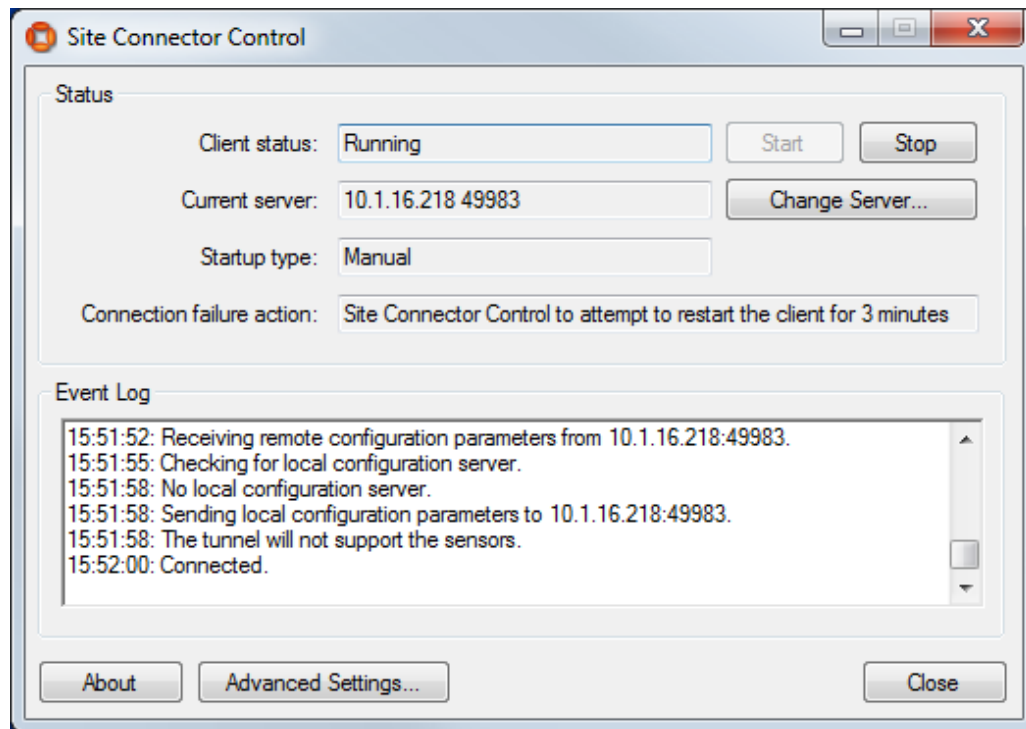 Site Connector Control
Status
Client status: Running Start Stop
Current server: 10.1.16.218 49983 Change Server...
Startup type: Manual
Connection failure action: Site Connector Control to attempt to restart the client for 3 minutes
Event Log
15:51:52: Receiving remote configuration parameters from 10.1.16.218:49983.
15:51:55: Checking for local configuration server.
15:51:58: No local configuration server.
15:51:58: Sending local configuration parameters to 10.1.16.218:49983.
15:51:58: The tunnel will not support the sensors.
15:52:00: Connected.
About Advanced Settings... Close